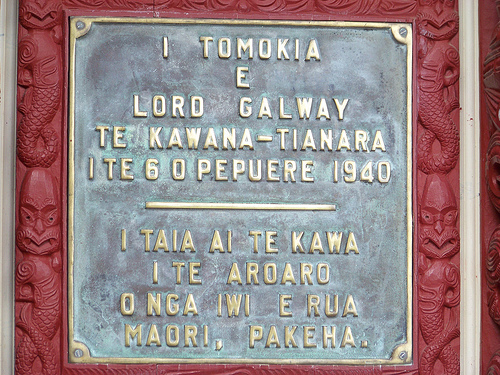 I TOMOKIA
E
LORD GALWAY
TE KAWANA-TIANARA
I TE 6 O PEPUERE 1940
I TAIA AI TE KAWA
I TE AROARO
O NGA IWI E RUA
MAORI, PAKEHA.